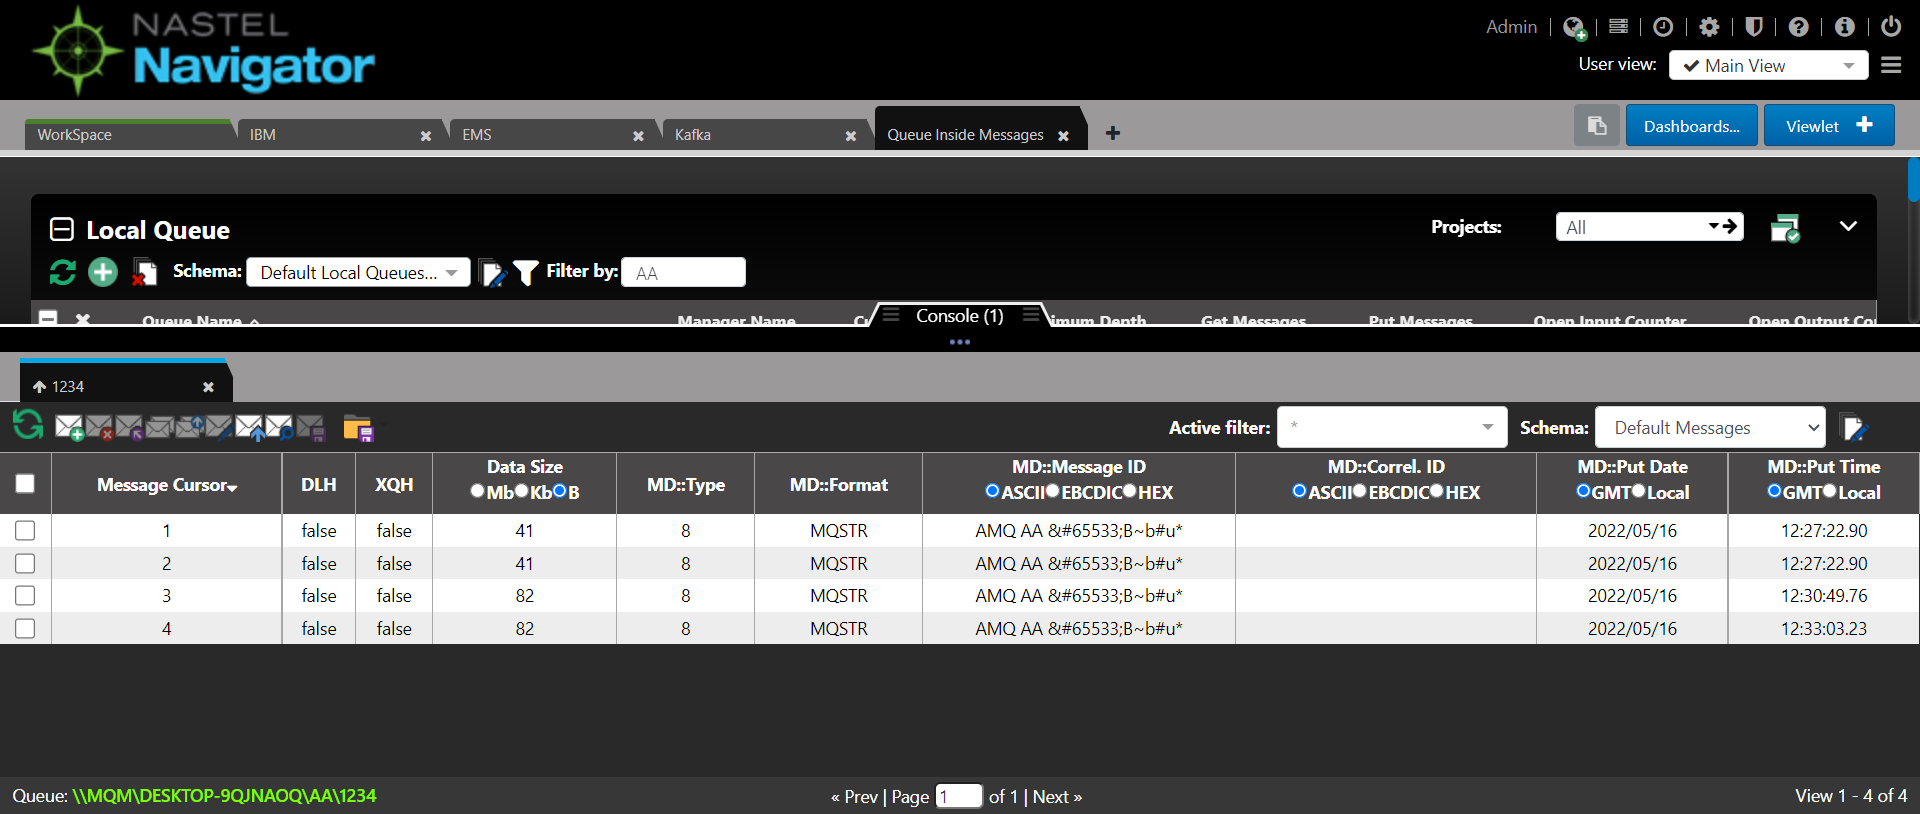 NASTEL
Navigator
Admin
User view: Main View
WorkSpace IBM EMS Kafka Queue Inside Messages
Dashboards... Viewlet
Local Queue
Projects: All
Schema: Default Local Queues... Filter by: AA
Queue Name Manager Name Get Messages Put Messages Open Input Counter
Console (1)
1234
Active filter: * Schema: Default Messages
Message Cursor DLH XQH Data Size MD::Type MD::Format MD::Message ID MD::Correl. ID MD::Put Date MD::Put Time
Mb Kb B ASCII EBCDIC HEX ASCII EBCDIC HEX GMT Local GMT Local
1 false false 41 8 MQSTR AMQ AA &#65533;B~b#u* 2022/05/16 12:27:22.90
2 false false 41 8 MQSTR AMQ AA &#65533;B~b#u* 2022/05/16 12:27:22.90
3 false false 82 8 MQSTR AMQ AA &#65533;B~b#u* 2022/05/16 12:30:49.76
4 false false 82 8 MQSTR AMQ AA &#65533;B~b#u* 2022/05/16 12:33:03.23
Queue: \\MQM\DESKTOP-9QJNAOQ\AA\1234 « Prev | Page 1 of 1 | Next » View 1 - 4 of 4